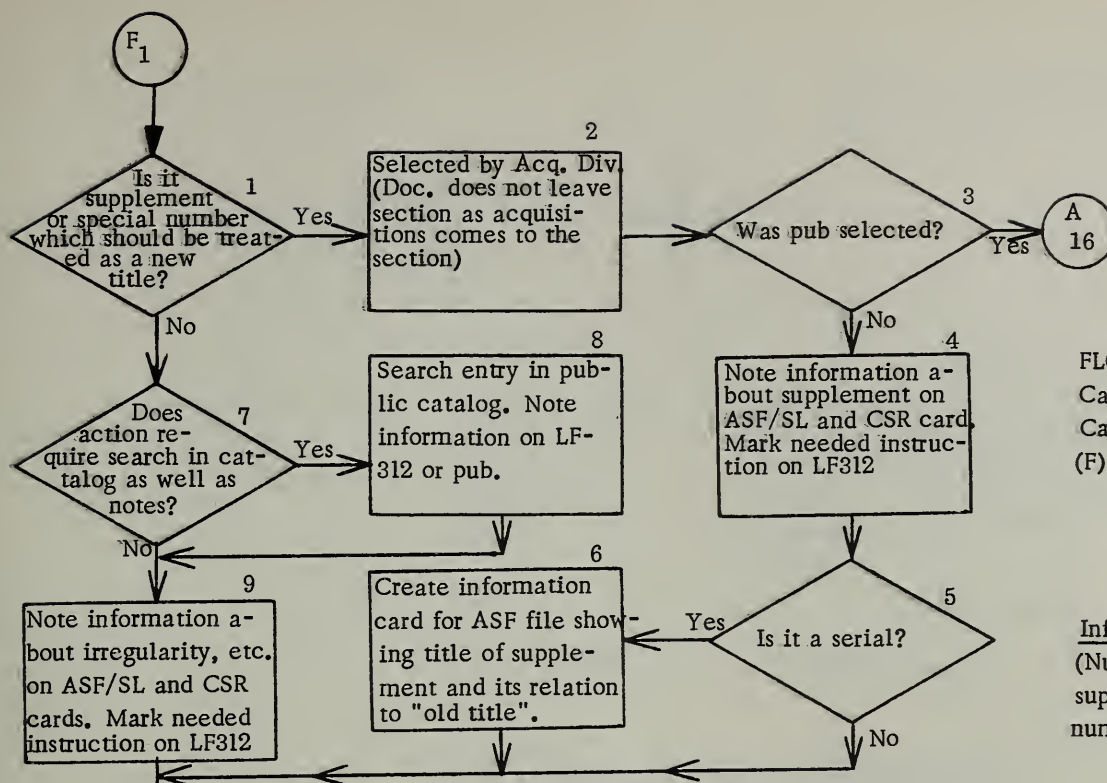 F
1
Is it
supplement
or special number
which should be treat-
ed as a new
title?
1
Yes
No
2
Selected by Acq. Div.
(Doc. does not leave
section as acquisi-
tions comes to the
section)
3
Was pub selected?
Yes
A
16
No
4
Note information a-
bout supplement on
ASF/SL and CSR card.
Mark needed instruc-
tion on LF312
7
Does
action re-
quire search in cat-
talog as well as
notes?
Yes
No
8
Search entry in pub-
lic catalog. Note
information on LF-
312 or pub.
9
Note information a-
bout irregularity, etc.
on ASF/SL and CSR
cards. Mark needed
instruction on LF312
6
Create information
card for ASF file show-
ing title of supple-
ment and its relation
to "old title".
5
Yes
Is it a serial?
No
FL
Ca
Ca
(F)
Inf
(Nu
sup
nun